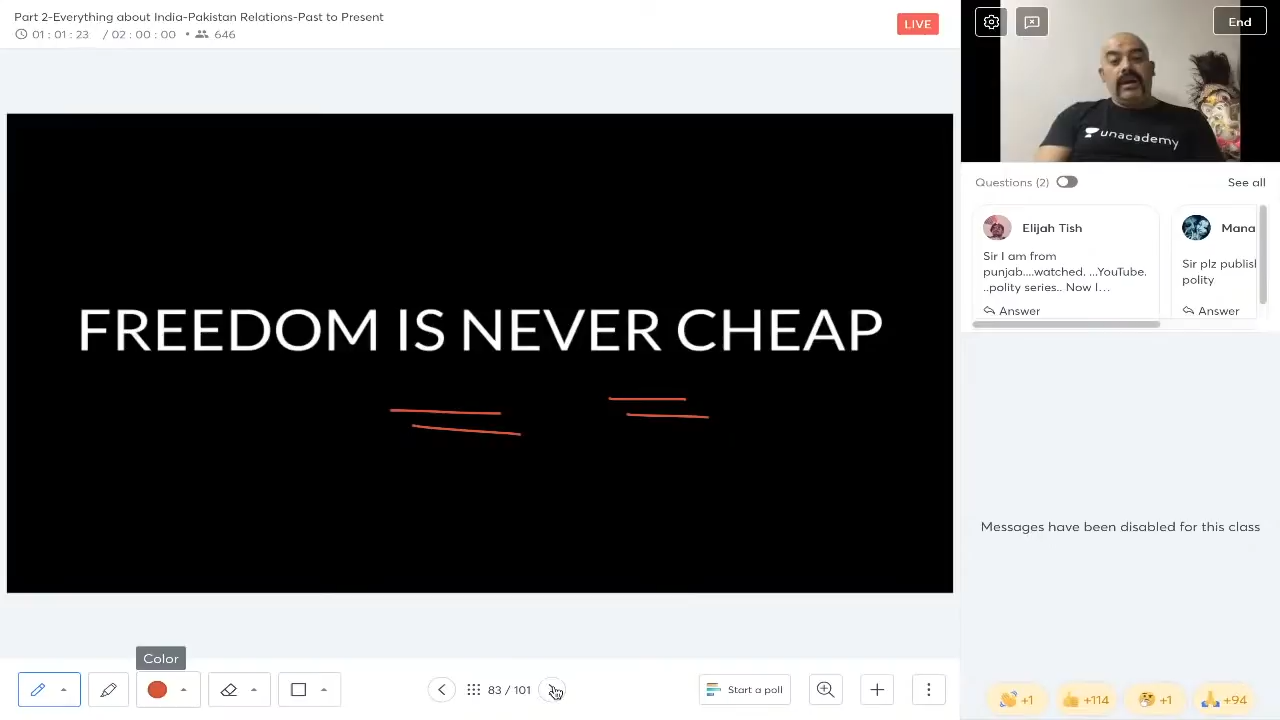 Part 2-Everything about India-Pakistan Relations-Past to Present
01 : 01 : 23 / 02 : 00 : 00 • 646
LIVE
End
unacademy
FREEDOM IS NEVER CHEAP
Questions (2)
See all
Elijah Tish
Sir I am from
punjab....watched. ...YouTube.
..polity series.. Now I...
Answer
Mana
Sir plz publish
polity
Answer
Messages have been disabled for this class
Color
83 / 101
Start a poll
+1
+114
+1
+94